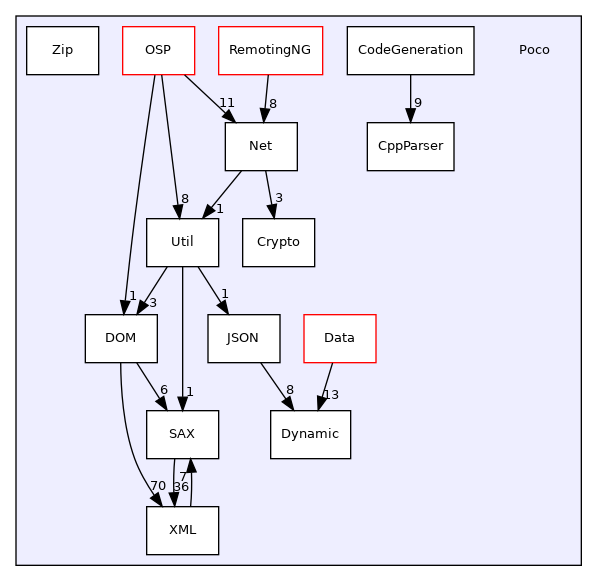 Zip
OSP
RemotingNG
CodeGeneration
Poco
11
8
9
Net
CppParser
8
1
3
Util
Crypto
1
3
1
DOM
JSON
Data
6
1
8
13
SAX
Dynamic
70
36
7
XML